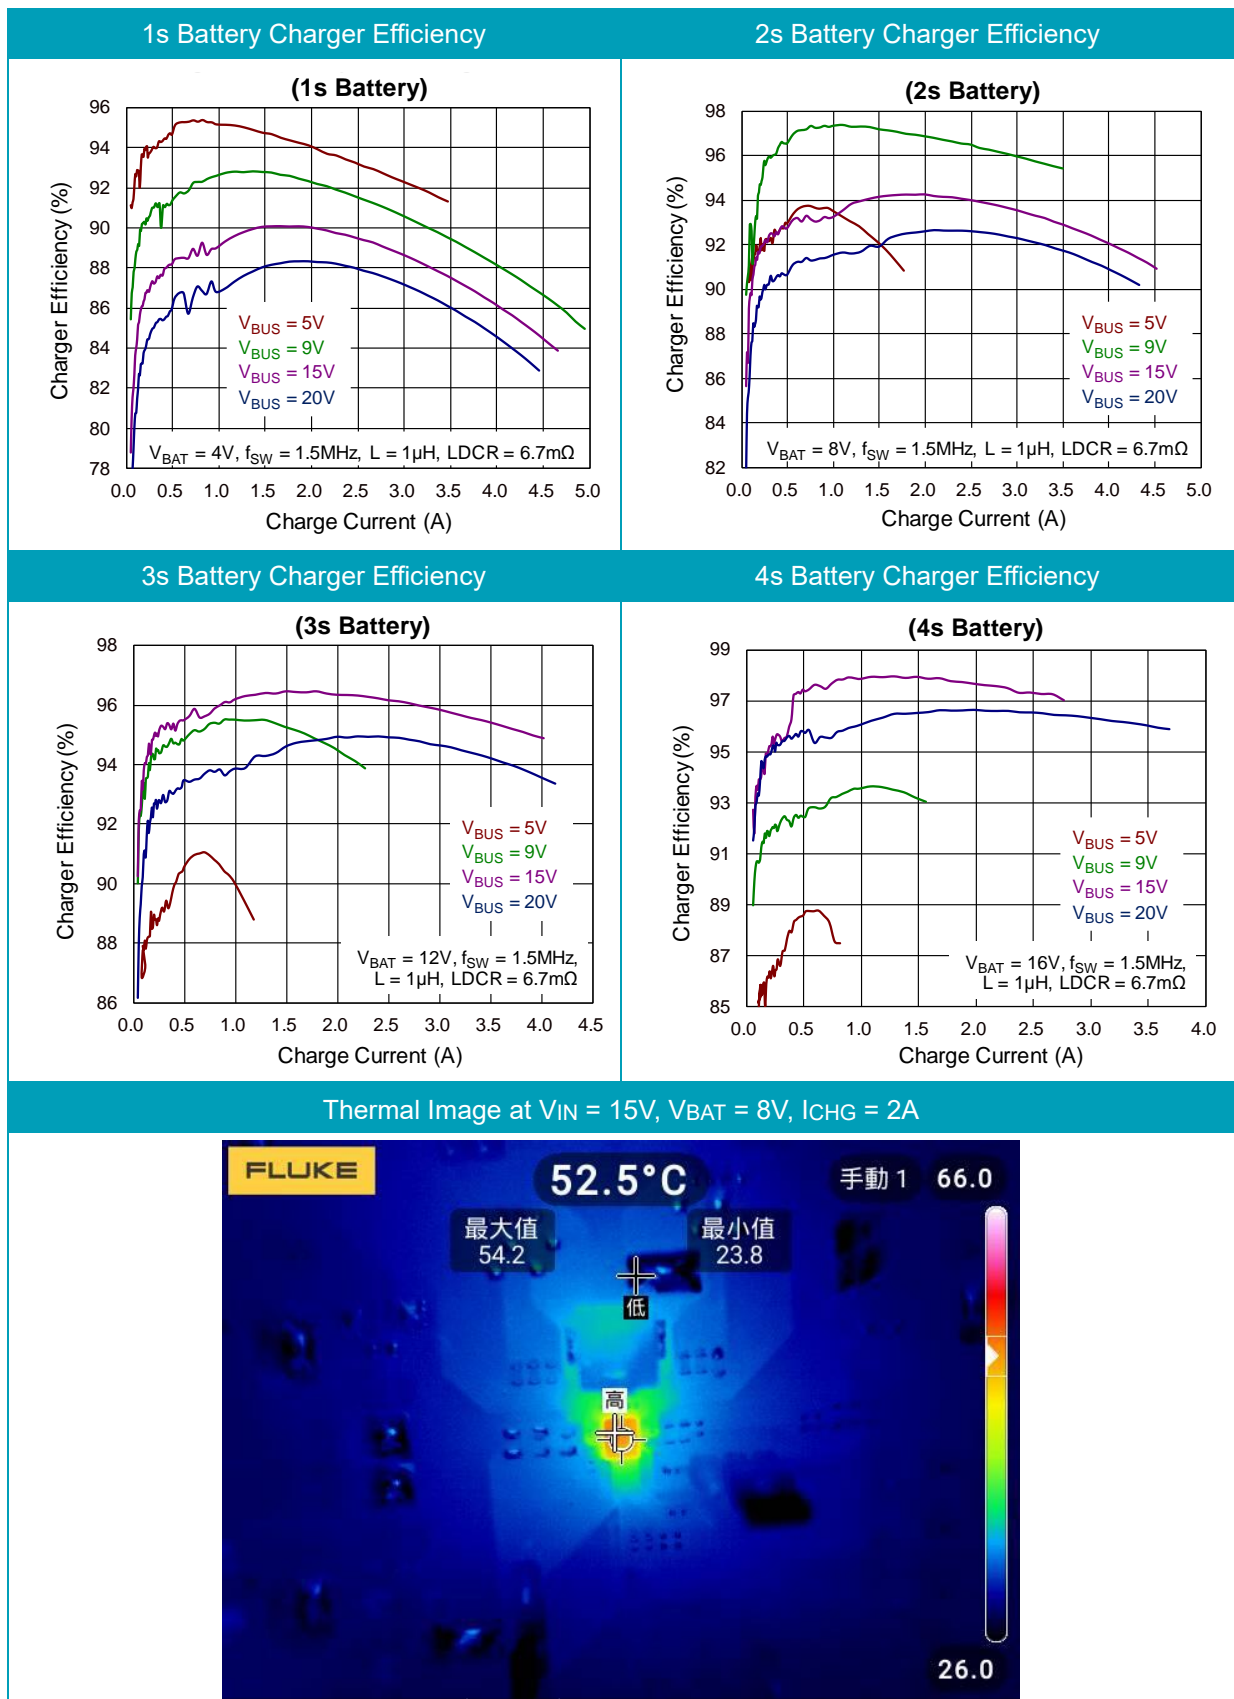 1s Battery Charger Efficiency
2s Battery Charger Efficiency
(1s Battery)
Charger Efficiency (%)
96
94
92
90
88
86
84
82
80
78
VBUS = 5V
VBUS = 9V
VBUS = 15V
VBUS = 20V
VBAT = 4V, fSW = 1.5MHz, L = 1µH, LDCR = 6.7mΩ
0.0 0.5 1.0 1.5 2.0 2.5 3.0 3.5 4.0 4.5 5.0
Charge Current (A)
(2s Battery)
Charger Efficiency (%)
98
96
94
92
90
88
86
84
82
VBUS = 5V
VBUS = 9V
VBUS = 15V
VBUS = 20V
VBAT = 8V, fSW = 1.5MHz, L = 1µH, LDCR = 6.7mΩ
0.0 0.5 1.0 1.5 2.0 2.5 3.0 3.5 4.0 4.5 5.0
Charge Current (A)
3s Battery Charger Efficiency
4s Battery Charger Efficiency
(3s Battery)
Charger Efficiency (%)
98
96
94
92
90
88
86
VBUS = 5V
VBUS = 9V
VBUS = 15V
VBUS = 20V
VBAT = 12V, fSW = 1.5MHz,
L = 1µH, LDCR = 6.7mΩ
0.0 0.5 1.0 1.5 2.0 2.5 3.0 3.5 4.0 4.5
Charge Current (A)
(4s Battery)
Charger Efficiency (%)
99
97
95
93
91
89
87
85
VBUS = 5V
VBUS = 9V
VBUS = 15V
VBUS = 20V
VBAT = 16V, fSW = 1.5MHz,
L = 1µH, LDCR = 6.7mΩ
0.0 0.5 1.0 1.5 2.0 2.5 3.0 3.5 4.0
Charge Current (A)
Thermal Image at VIN = 15V, VBAT = 8V, ICHG = 2A
FLUKE
52.5°C
手動 1 66.0
最大值
54.2
最小值
23.8
低
高
26.0